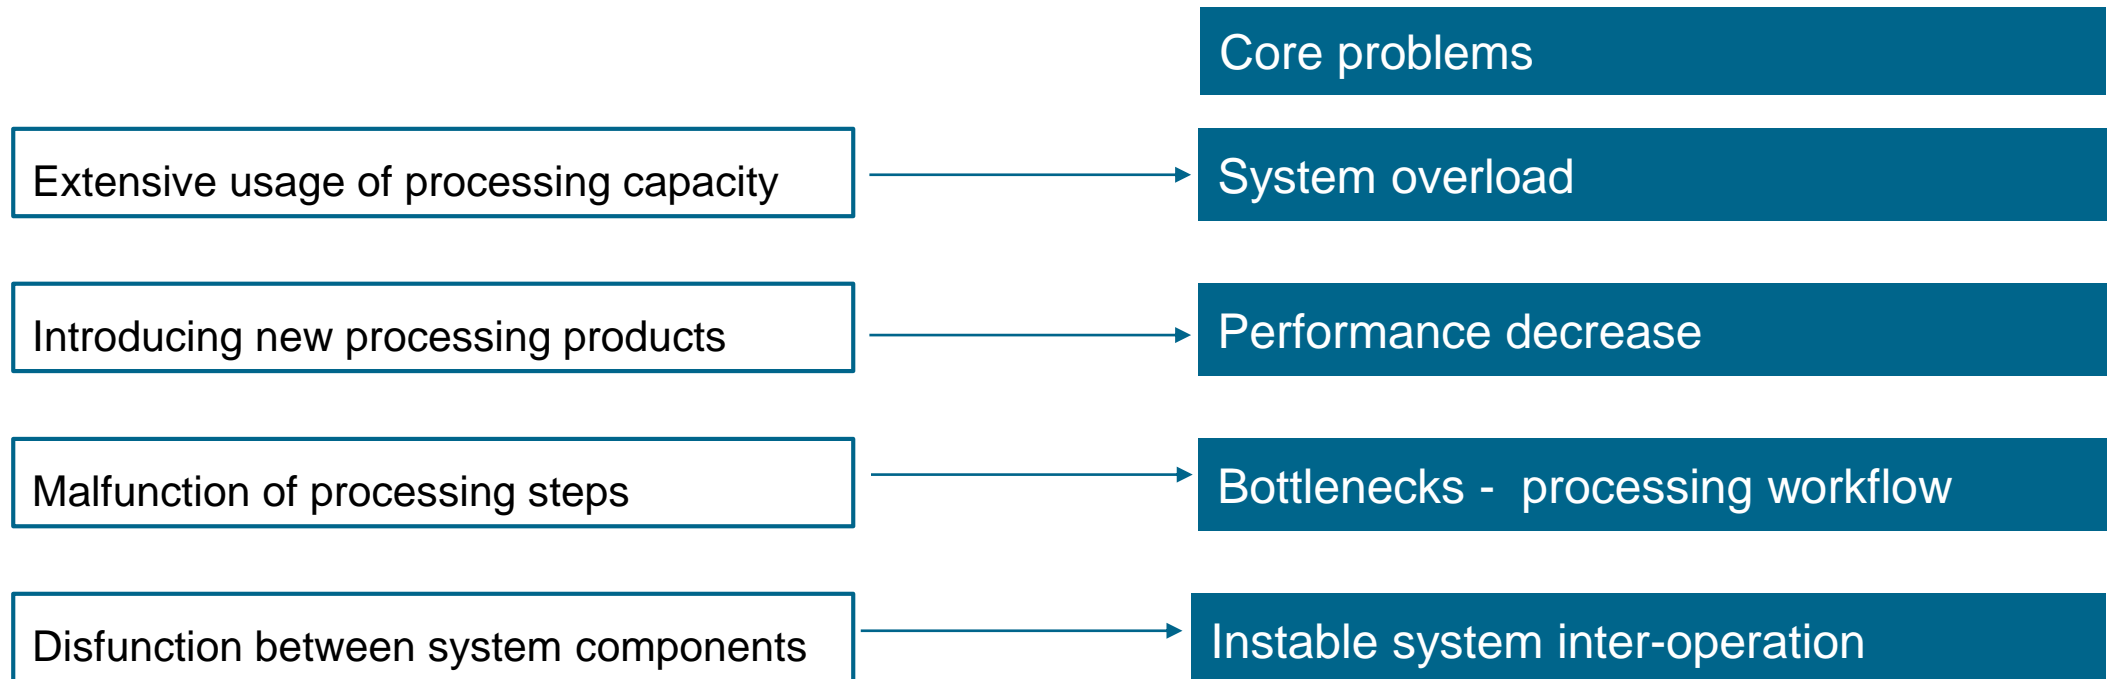 Core problems
Extensive usage of processing capacity
System overload
Introducing new processing products
Performance decrease
Malfunction of processing steps
Bottlenecks -  processing workflow
Disfunction between system components
Instable system inter-operation